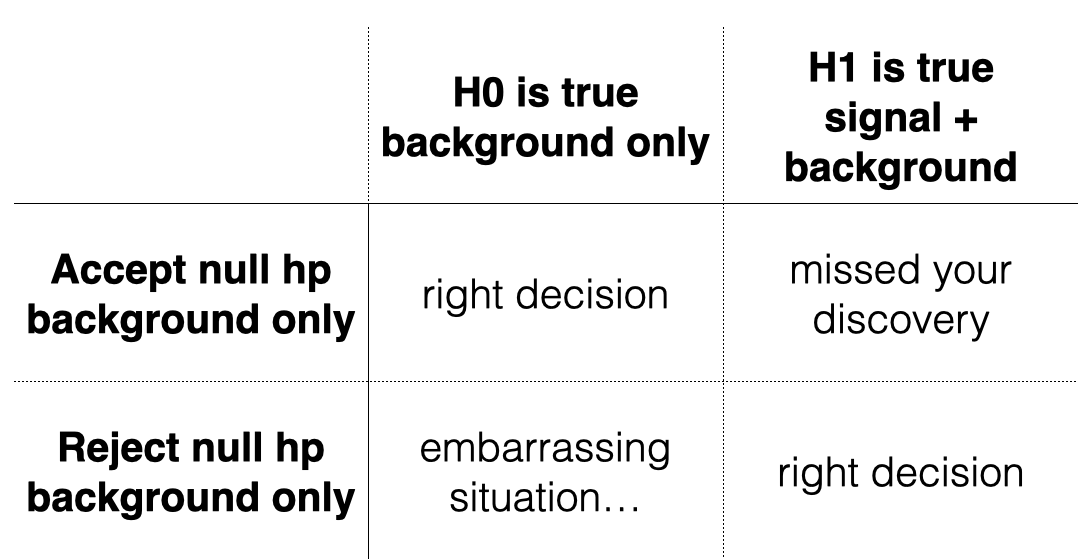 H0 is true
background only
H1 is true
signal +
background
Accept null hp
background only
right decision
missed your
discovery
Reject null hp
background only
embarrassing
situation…
right decision